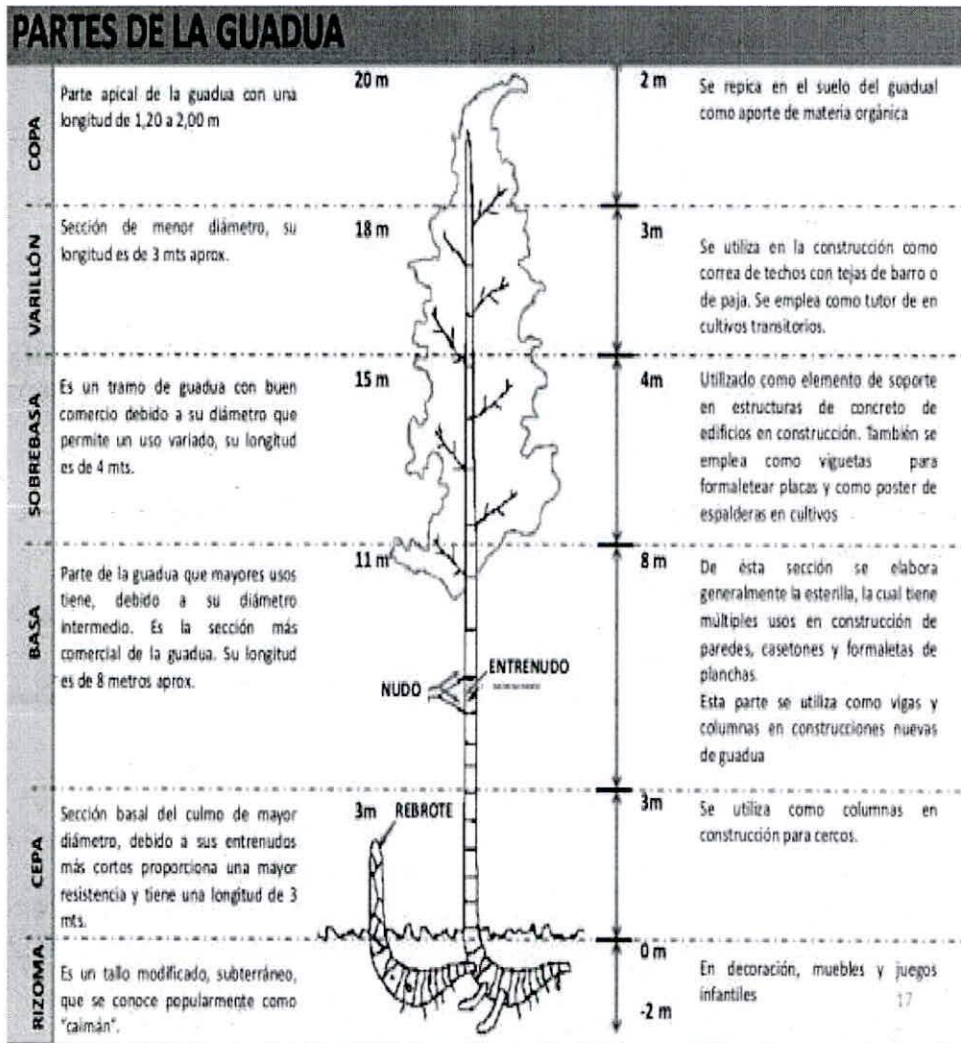 PARTES DE LA GUADUA
COPA
Parte apical de la guadua con una
longitud de 1,20 a 2,00 m
20 m
2 m
Se repica en el suelo del guadual
como aporte de materia orgánica
VARILLÓN
Sección de menor diámetro, su
longitud es de 3 mts aprox.
18 m
3m
Se utiliza en la construcción como
correa de techos con tejas de barro o
de paja. Se emplea como tutor de en
cultivos transitorios.
SOBREBASA
Es un tramo de guadua con buen
comercio debido a su diámetro que
permite un uso variado, su longitud
es de 4 mts.
15 m
4m
Utilizado como elemento de soporte
en estructuras de concreto de
edificios en construcción. También se
emplea como viguetas para
formaletear placas y como poster de
espalderas en cultivos
BASA
Parte de la guadua que mayores usos
tiene, debido a su diámetro
intermedio. Es la sección más
comercial de la guadua. Su longitud
es de 8 metros aprox.
11 m
NUDO
ENTRENUDO
8 m
De ésta sección se elabora
generalmente la esterilla, la cual tiene
múltiples usos en construcción de
paredes, casetones y formaletas de
planchas.
Esta parte se utiliza como vigas y
columnas en construcciones nuevas
de guadua
CEPA
Sección basal del culmo de mayor
diámetro, debido a sus entrenudos
más cortos proporciona una mayor
resistencia y tiene una longitud de 3
mts.
3m
REBROTE
3m
Se utiliza como columnas en
construcción para cercos.
RIZOMA
Es un tallo modificado, subterráneo,
que se conoce popularmente como
"caimán".
0 m
-2 m
En decoración, muebles y juegos
infantiles
17